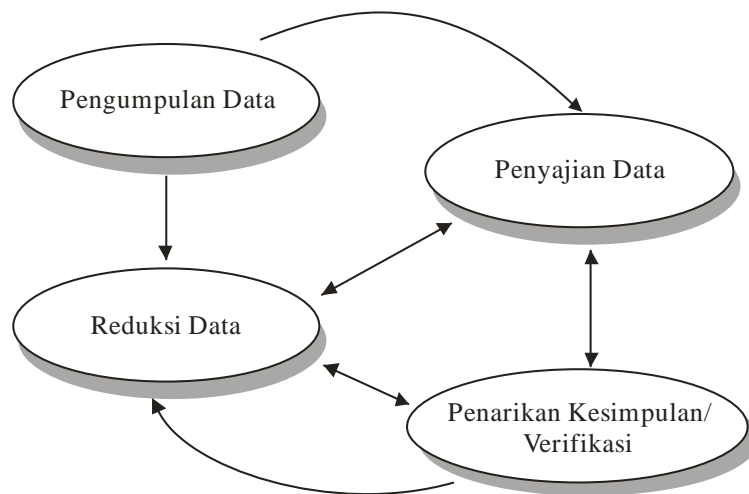 Pengumpulan Data
Penyajian Data
Reduksi Data
Penarikan Kesimpulan/
Verifikasi